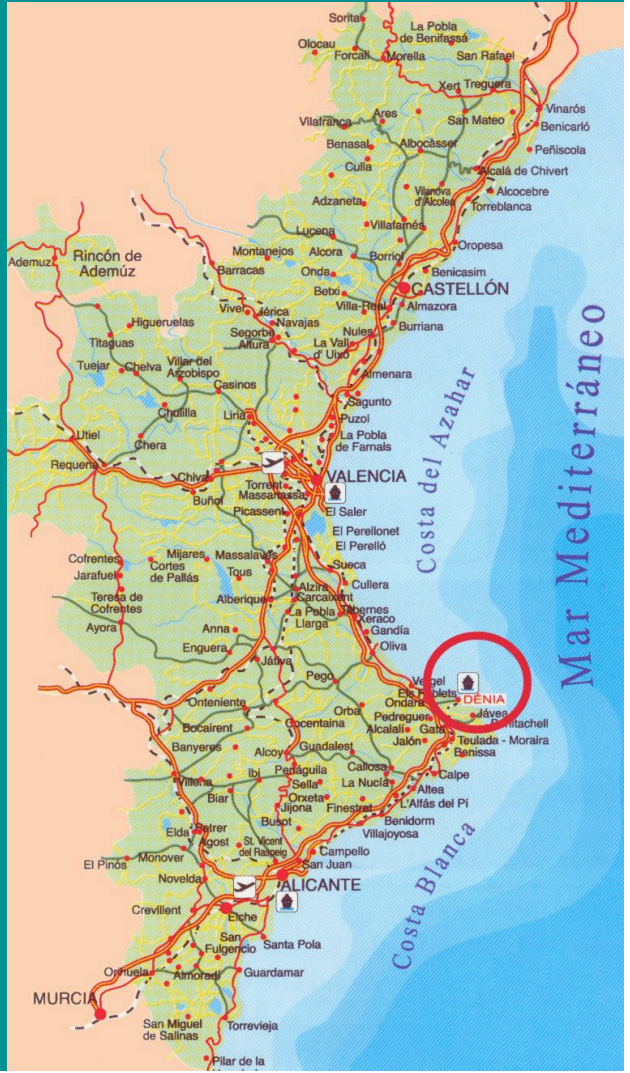 Sorita
La Pobla
de Benifassá
Olocau
Forcall
Morella
San Rafael
Xert
Treguera
Vinarós
Ares
San Mateo
Vilafranca
Benicarló
Benasal
Albocàsser
Peñiscola
Culla
Alcalá de Chivert
Vilanova
d'Alcolea
Alcocebre
Adzaneta
Torreblanca
Villafamés
Lucena
Montanejos
Alcora
Borriol
Oropesa
Rincón de
Ademúz
Ademuz
Barracas
Onda
Benicasim
Betxi
CASTELLÓN
Viver
Jérica
Villa-Real
Almazora
Higueruelas
Navajas
Burriana
Segorbe
Altura
Nules
Titaguas
La Vall
d' Uixó
Tuejar
Chelva
Villar del
Arzobispo
Almenara
Casinos
Sagunto
Chulilla
Liria
Puzol
Utiel
Chera
La Pobla
de Farnals
Requena
Chiva
VALENCIA
Torrent
Buñol
Massanassa
Picassent
El Saler
El Perellonet
El Perelló
Cofrentes
Mijares
Massalavés
Cortes
de Pallás
Sueca
Jarafuel
Tous
Cullera
Teresa de
Cofrentes
Alzira
Carcaixent
Alberique
Tabernes
La Pobla
Llarga
Xeraco
Ayora
Anna
Gandía
Enguera
Oliva
Játiva
Pego
Vergel
Onteniente
Els Poblets
DÉNIA
Ondara
Orba
Jávea
Cocentaina
Pedreguer
Benitachell
Bocairent
Alcalalí
Gata
Banyeres
Jalón
Teulada - Moraira
Alcoy
Guadalest
Benissa
Callosa
Penáguila
Ibi
Calpe
Villena
Sella
La Nucía
Altea
Biar
Orxeta
L'Alfás del Pí
Jijona
Finestrat
Benidorm
Busot
Villajoyosa
Elda
Petrer
Agost
St. Vicent
del Raspeig
Campello
Monover
El Pinós
San Juan
Novelda
ALICANTE
Crevillent
Elche
San
Fulgencio
Santa Pola
Orihuela
Almoradí
Guardamar
MURCIA
San Miguel
de Salinas
Torrevieja
Pilar de la
Costa del Azahar
Mar Mediterráneo
Costa Blanca